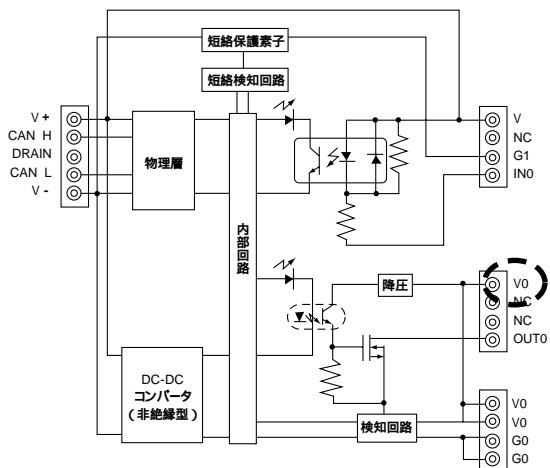 短絡保護素子
短絡検知回路
V +
CAN H
DRAIN
CAN L
V -
物理層
内部回路
V
NC
G1
IN0
降圧
V0
NC
NC
OUT0
DC-DC
コンバータ
(非絶縁型)
検知回路
V0
V0
G0
G0